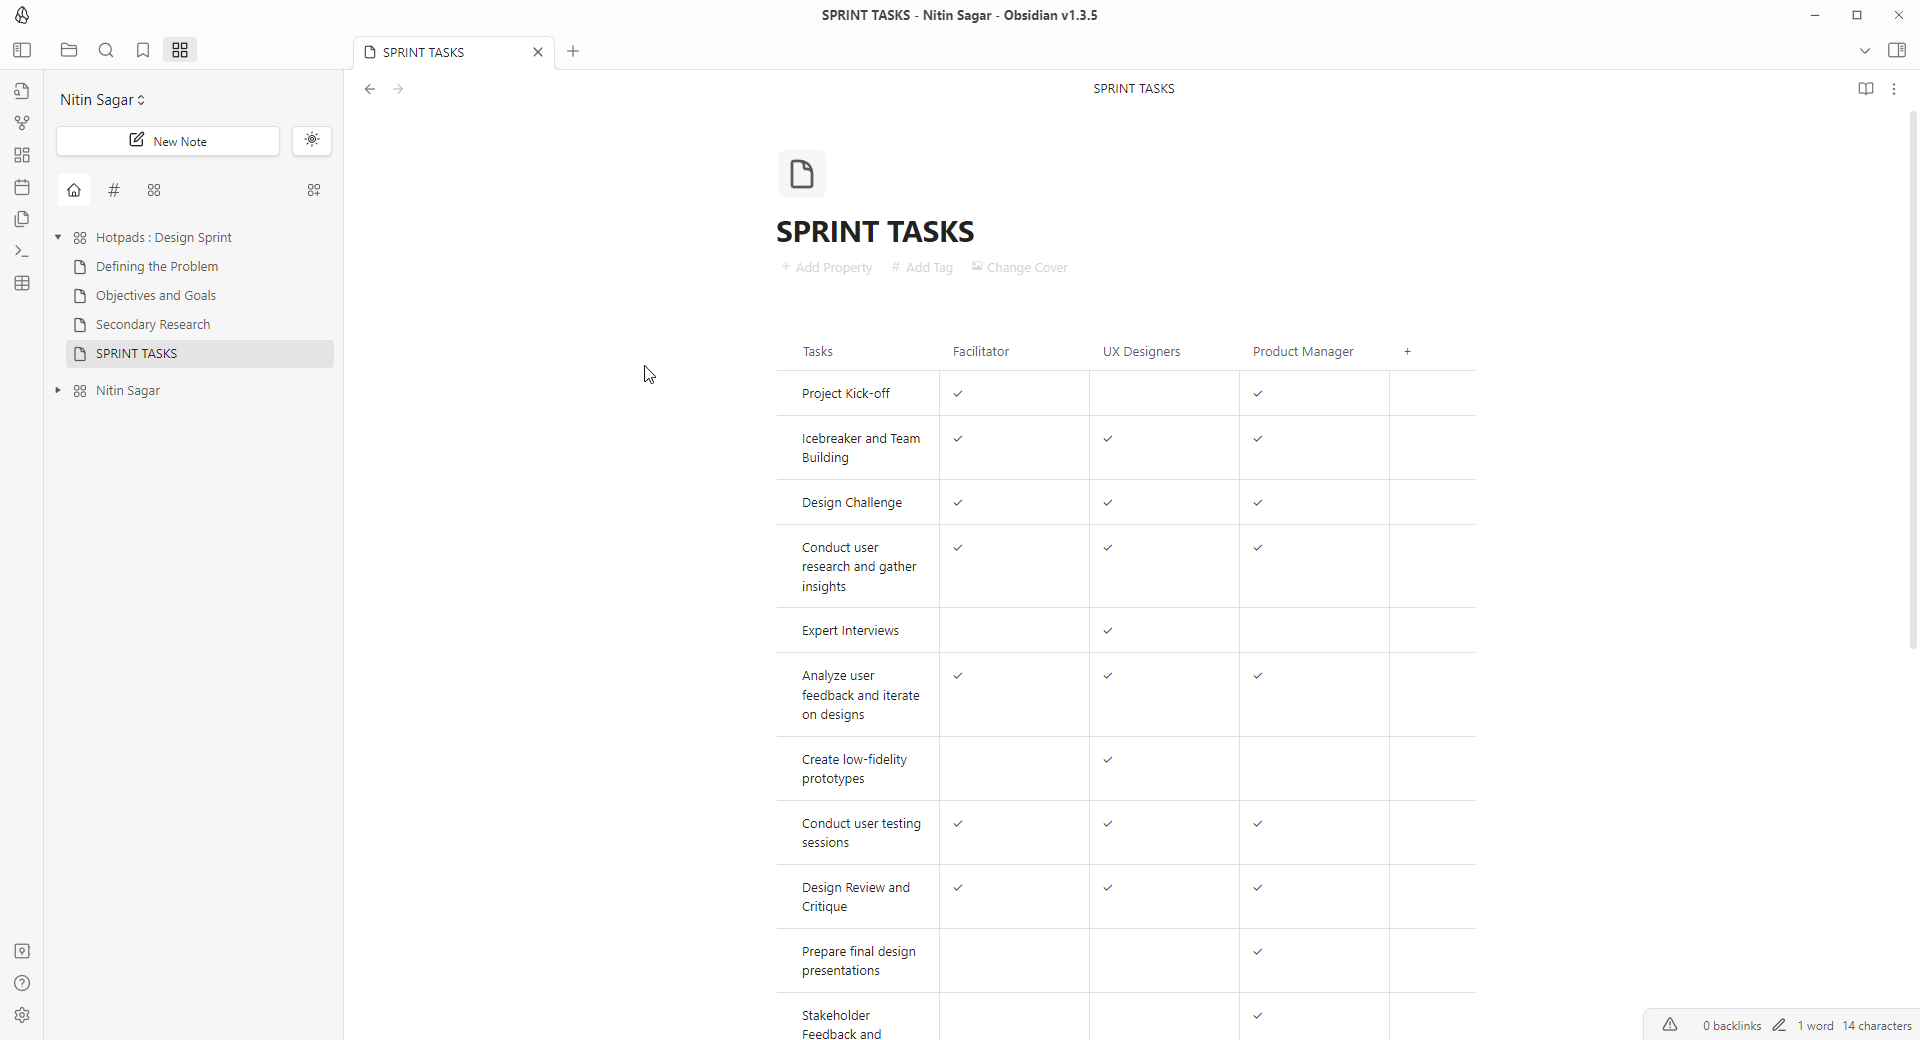 SPRINT TASKS - Nitin Sagar - Obsidian v1.3.5
SPRINT TASKS
Nitin Sagar
New Note
Hotpads : Design Sprint
Defining the Problem
Objectives and Goals
Secondary Research
SPRINT TASKS
Nitin Sagar
SPRINT TASKS
SPRINT TASKS
+ Add Property # Add Tag Change Cover
Tasks Facilitator UX Designers Product Manager +
Project Kick-off ✓ ✓
Icebreaker and Team ✓ ✓ ✓
Building
Design Challenge ✓ ✓ ✓
Conduct user ✓ ✓ ✓
research and gather
insights
Expert Interviews ✓
Analyze user ✓ ✓ ✓
feedback and iterate
on designs
Create low-fidelity ✓
prototypes
Conduct user testing ✓ ✓ ✓
sessions
Design Review and ✓ ✓ ✓
Critique
Prepare final design ✓
presentations
Stakeholder ✓
Feedback and
0 backlinks 1 word 14 characters